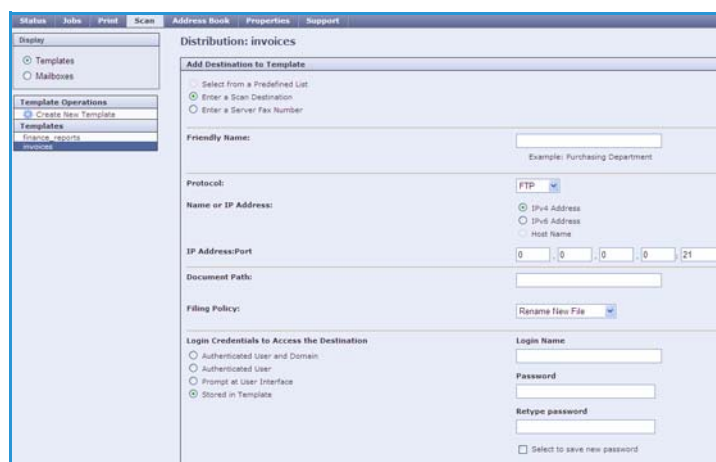 Status Jobs Print Scan Address Book Properties Support
Display
Templates
Mailboxes
Template Operations
Create New Template
Templates
finance_reports
invoices
Distribution: invoices
Add Destination to Template
Select from a Predefined List
Enter a Scan Destination
Enter a Server Fax Number
Friendly Name:
Example: Purchasing Department
Protocol:
FTP
Name or IP Address:
IPv4 Address
IPv6 Address
Host Name
IP Address:Port
0 . 0 . 0 . 0 : 21
Document Path:
Filing Policy:
Rename New File
Login Credentials to Access the Destination
Authenticated User and Domain
Authenticated User
Prompt at User Interface
Stored in Template
Login Name
Password
Retype password
Select to save new password